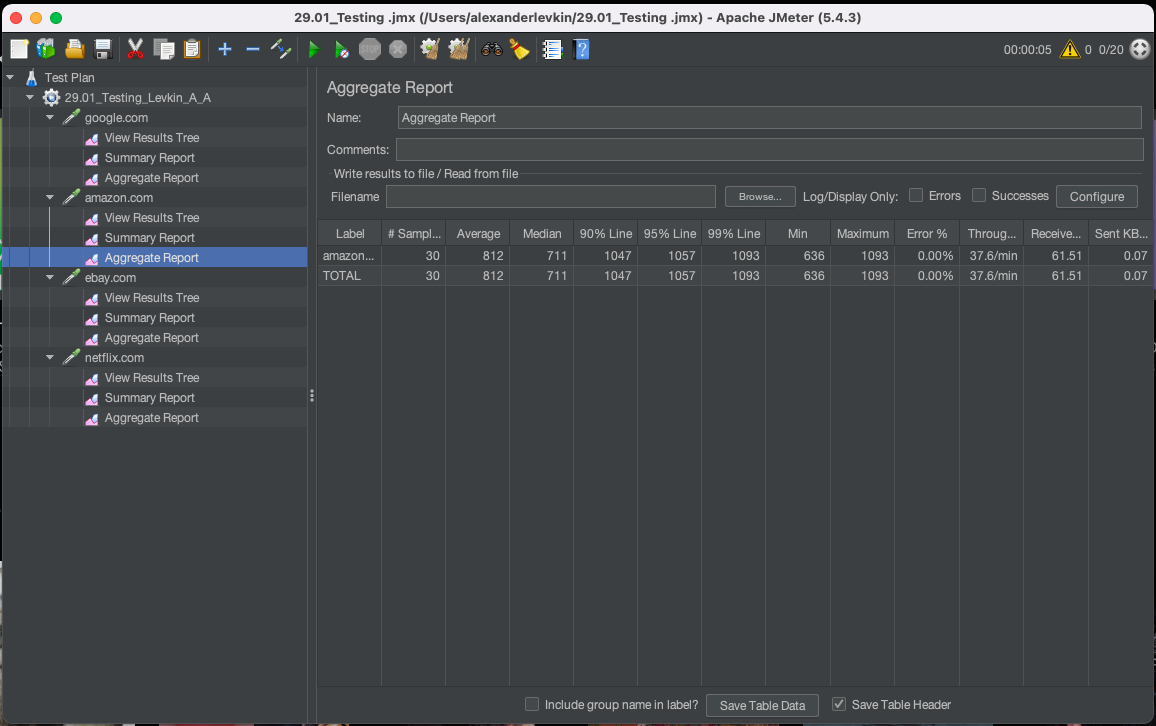 29.01_Testing .jmx (/Users/alexanderlevkin/29.01_Testing .jmx) - Apache JMeter (5.4.3)
STOP
00:00:05 0 0/20
Test Plan
29.01_Testing_Levkin_A_A
google.com
View Results Tree
Summary Report
Aggregate Report
amazon.com
View Results Tree
Summary Report
Aggregate Report
ebay.com
View Results Tree
Summary Report
Aggregate Report
netflix.com
View Results Tree
Summary Report
Aggregate Report
Aggregate Report
Name: Aggregate Report
Comments:
Write results to file / Read from file
Filename Browse... Log/Display Only: Errors Successes Configure
Label # Sampl... Average Median 90% Line 95% Line 99% Line Min Maximum Error % Throug... Receive... Sent KB...
amazon... 30 812 711 1047 1057 1093 636 1093 0.00% 37.6/min 61.51 0.07
TOTAL 30 812 711 1047 1057 1093 636 1093 0.00% 37.6/min 61.51 0.07
Include group name in label? Save Table Data Save Table Header